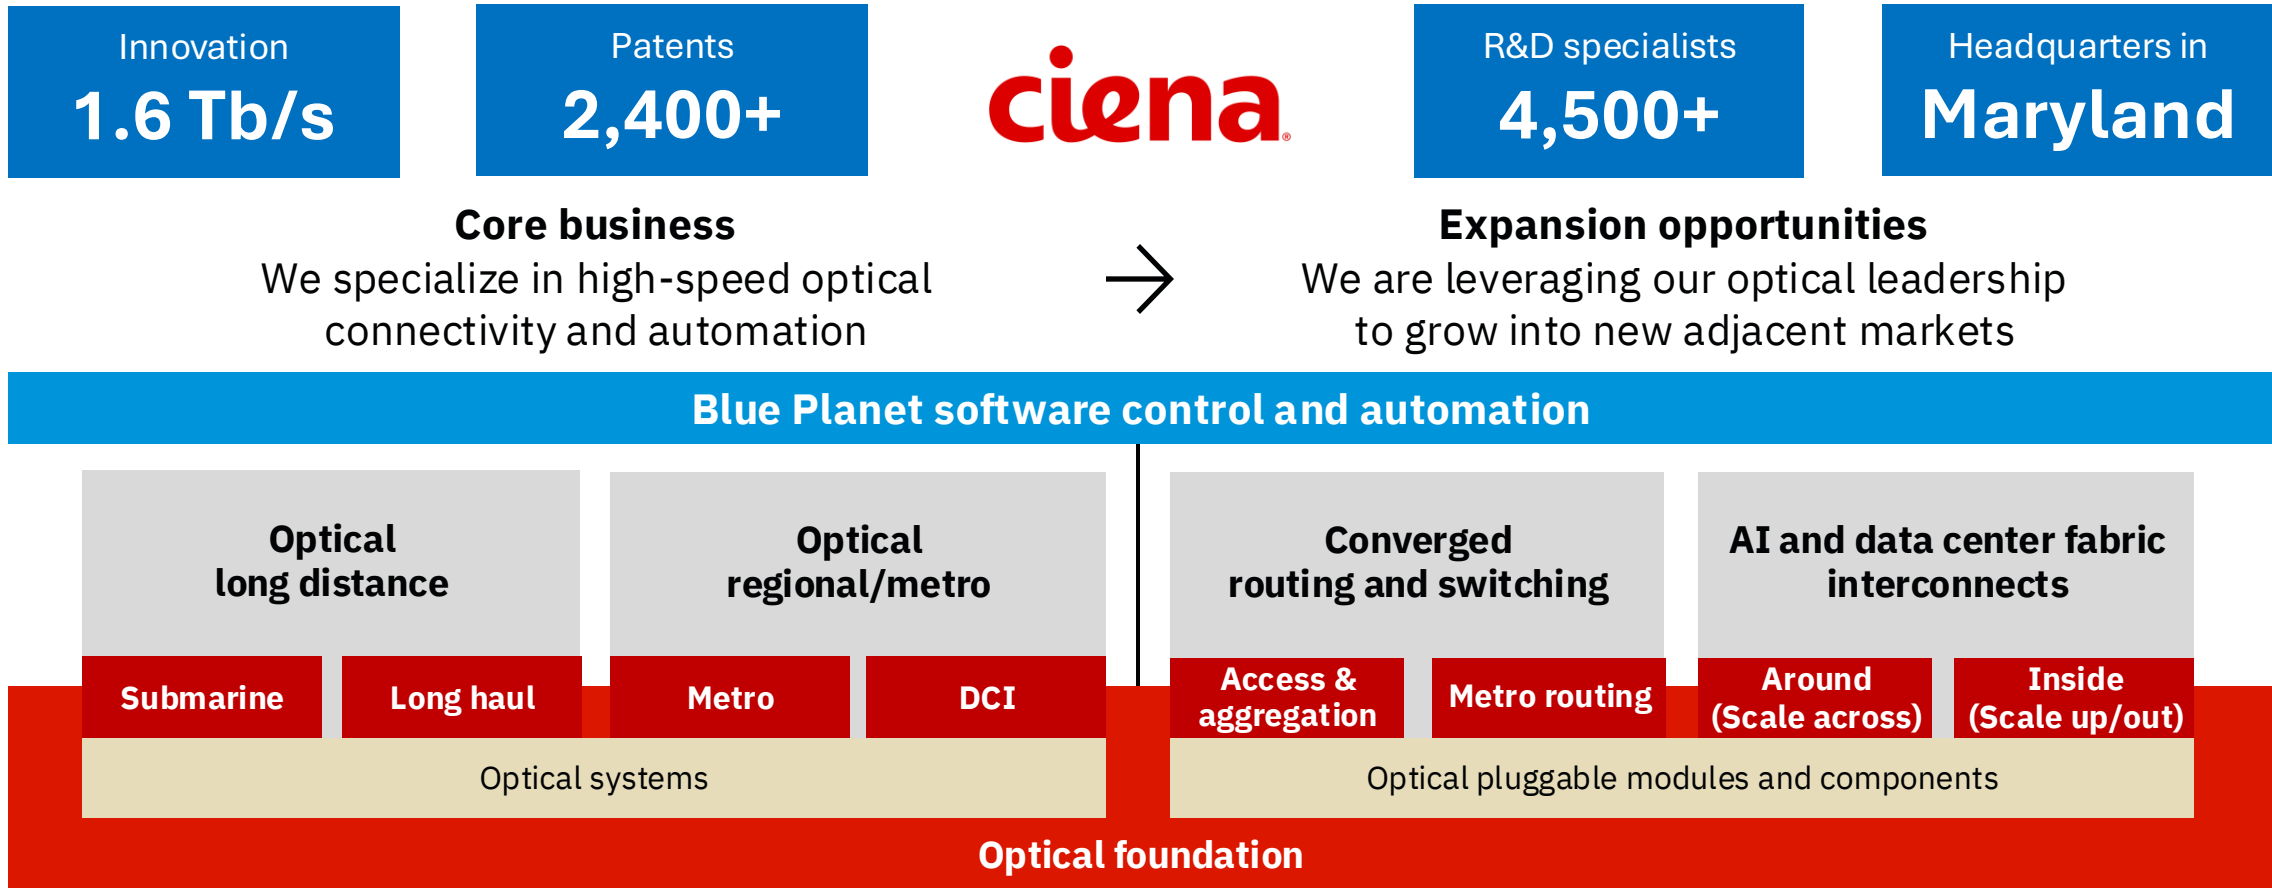 Innovation
1.6 Tb/s
Patents
2,400+
ciena®
R&D specialists
4,500+
Headquarters in
Maryland
Core business
We specialize in high-speed optical
connectivity and automation
Expansion opportunities
We are leveraging our optical leadership
to grow into new adjacent markets
Blue Planet software control and automation
Optical
long distance
Submarine
Long haul
Optical
regional/metro
Metro
DCI
Optical systems
Converged
routing and switching
Access &
aggregation
Metro routing
AI and data center fabric
interconnects
Around
(Scale across)
Inside
(Scale up/out)
Optical pluggable modules and components
Optical foundation